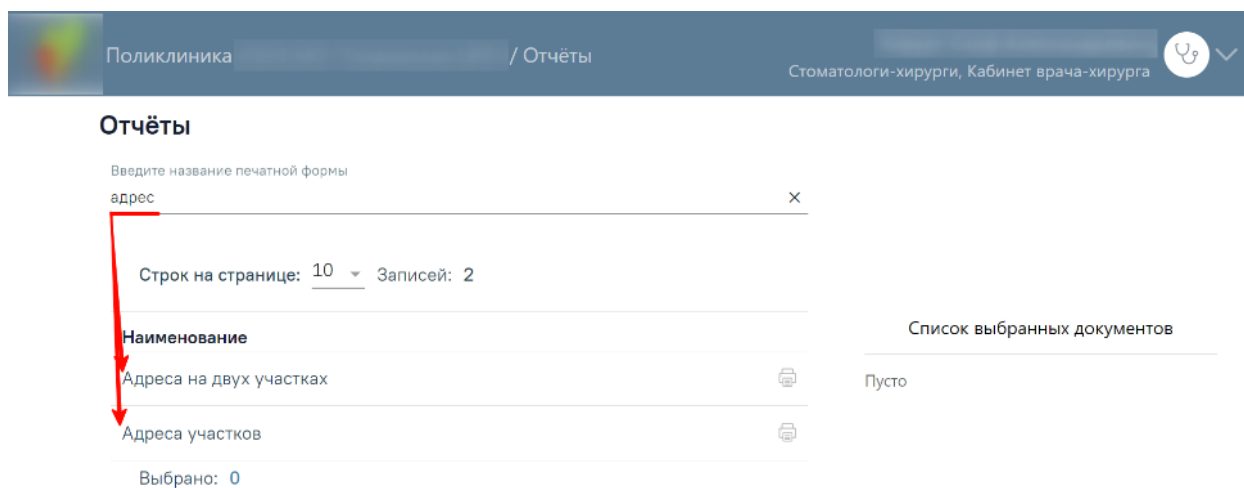 Поликлиника / Отчёты
Стоматологи-хирурги, Кабинет врача-хирурга
Отчёты
Введите название печатной формы
адрес
Строк на странице: 10 Записей: 2
Наименование
Адреса на двух участках
Адреса участков
Выбрано: 0
Список выбранных документов
Пусто